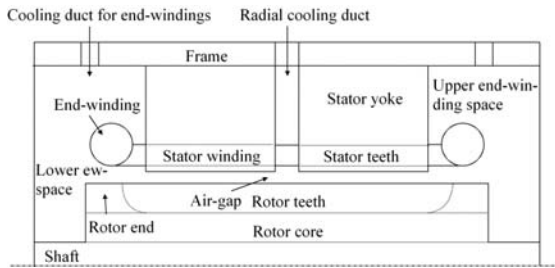 Cooling duct for end-windings
Radial cooling duct
Frame
Stator yoke
Upper end-win-
ding space
End-winding
Stator winding
Stator teeth
Lower ew-
space
Air-gap
Rotor teeth
Rotor end
Rotor core
Shaft